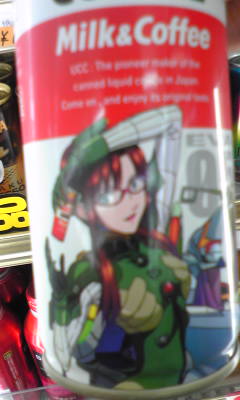 Milk&Coffee
UCC : The pioneer maker of the
canned liquid coffee in Japan.
Come on , and enjoy its original taste.
EV